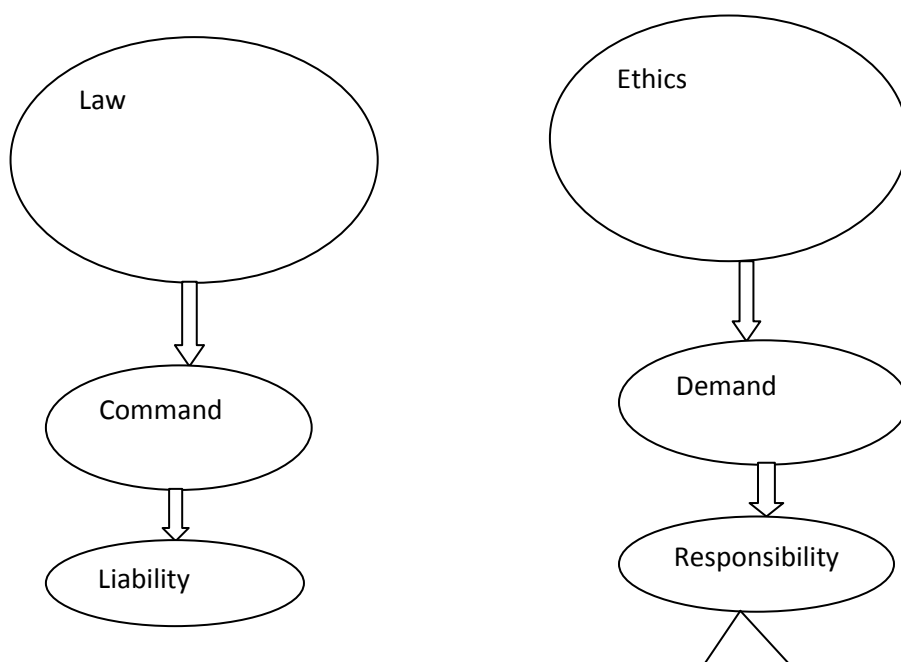 Law
Ethics
Command
Demand
Liability
Responsibility